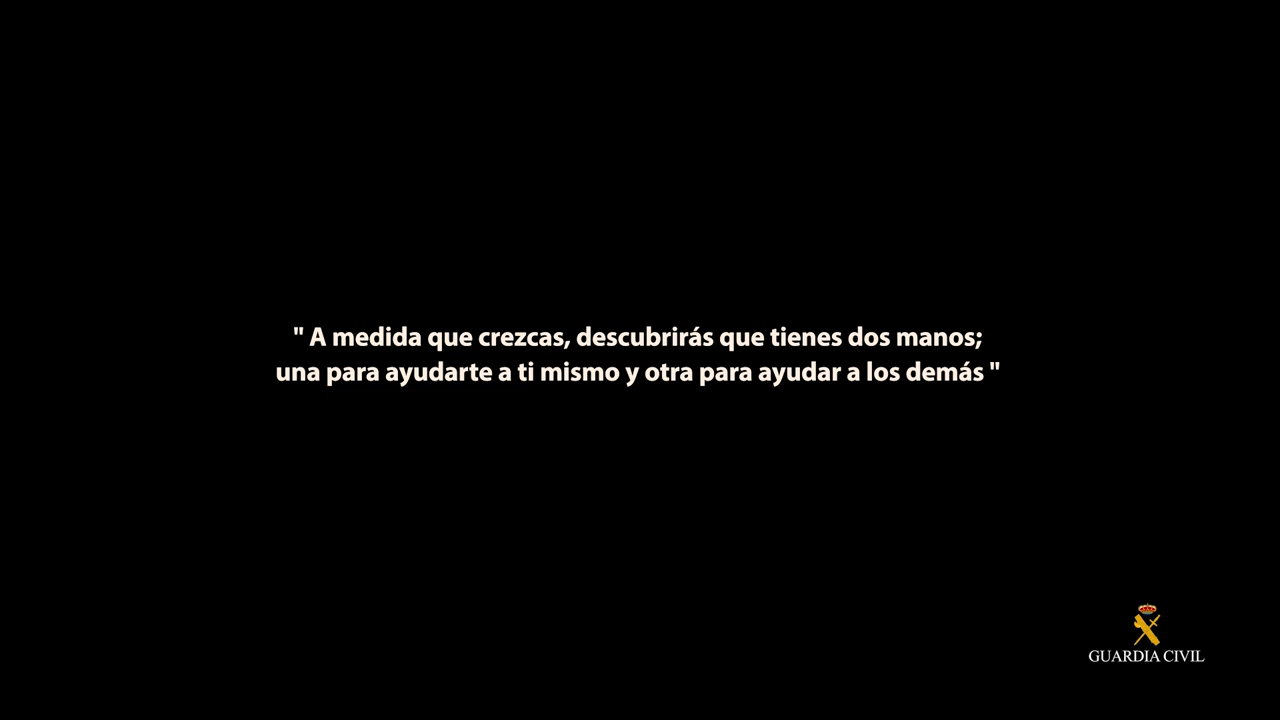 " A medida que crezcas, descubrirás que tienes dos manos;
una para ayudarte a ti mismo y otra para ayudar a los demás "
GUARDIA CIVIL